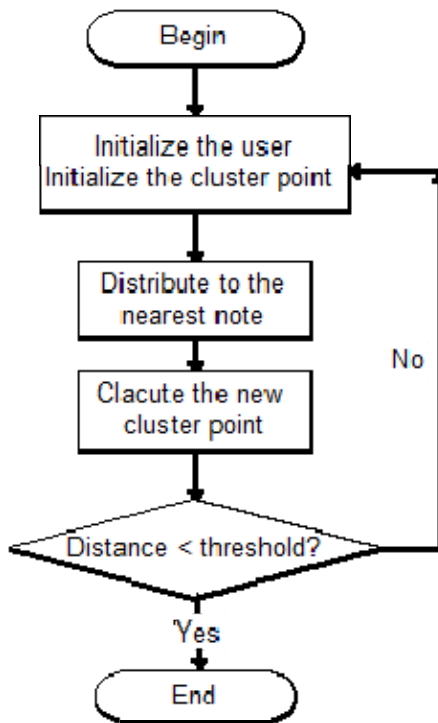 Begin
Initialize the user
Initialize the cluster point
Distribute to the
nearest note
No
Clacute the new
cluster point
Distance < threshold?
Yes
End